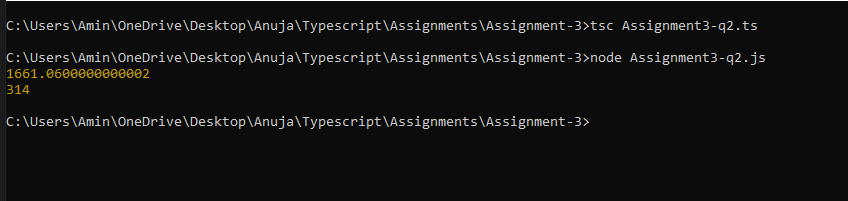 C:\Users\Amin\OneDrive\Desktop\Anuja\Typescript\Assignments\Assignment-3>tsc Assignment3-q2.ts
C:\Users\Amin\OneDrive\Desktop\Anuja\Typescript\Assignments\Assignment-3>node Assignment3-q2.js
1661.0600000000002
314
C:\Users\Amin\OneDrive\Desktop\Anuja\Typescript\Assignments\Assignment-3>